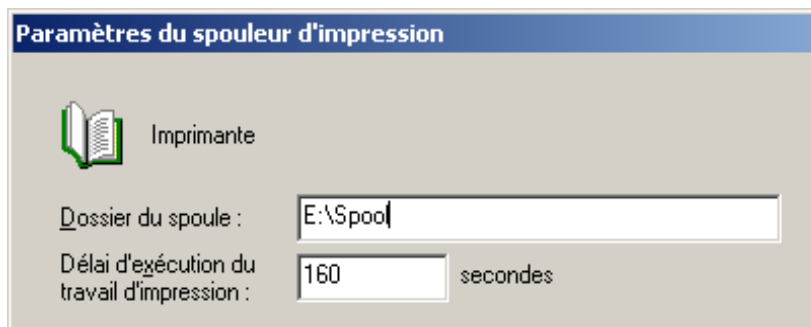 Paramètres du spouleur d'impression
Imprimante
Dossier du spoule : E:\Spool
Délai d'exécution du
travail d'impression : 160 secondes